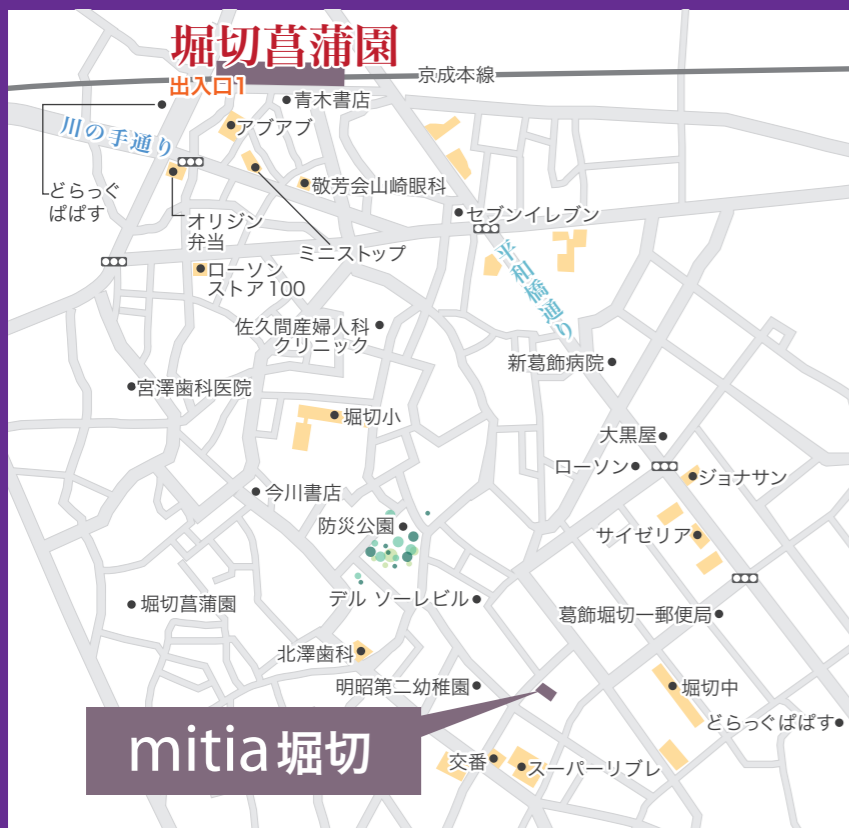 堀切菖蒲園
出入口1
京成本線
青木書店
アブアブ
川の手通り
どらっぐ
ぱぱす
敬芳会山崎眼科
オリジン
弁当
セブンイレブン
ミニストップ
平和橋通り
ローソン
ストア100
佐久間産婦人科
クリニック
新葛飾病院
宮澤歯科医院
堀切小
大黒屋
ローソン
ジョナサン
今川書店
防災公園
サイゼリア
堀切菖蒲園
デル ソーレビル
葛飾堀切一郵便局
北澤歯科
明昭第二幼稚園
堀切中
どらっぐぱぱす
mitia堀切
交番
スーパーリブレ